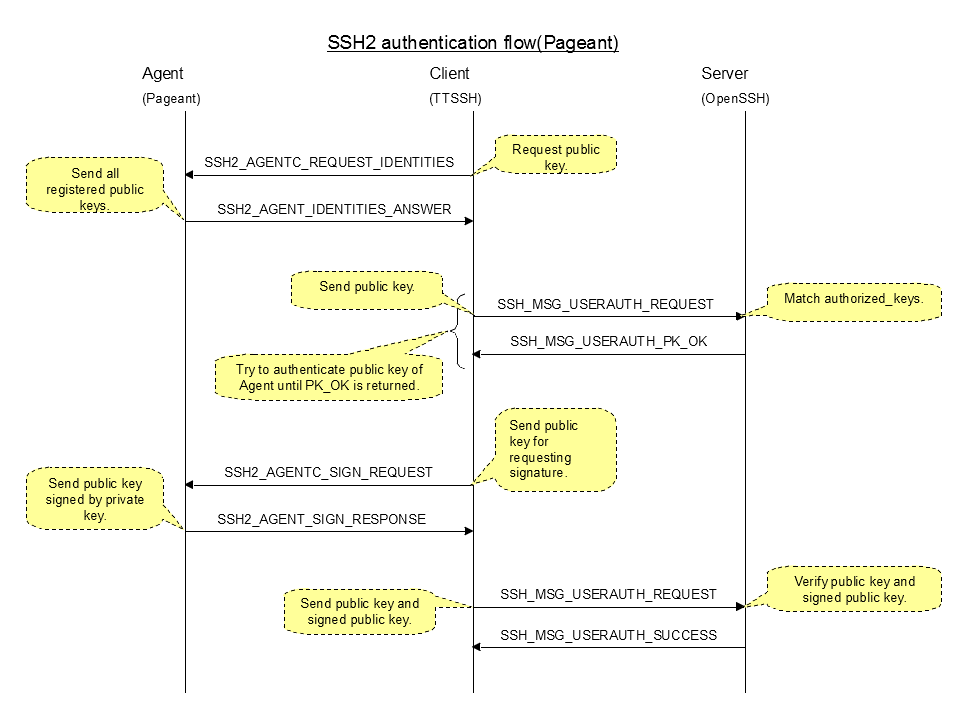 SSH2 authentication flow(Pageant)
Agent
Client
Server
(Pageant)
(TTSSH)
(OpenSSH)
Request public
key.
SSH2_AGENTC_REQUEST_IDENTITIES
Send all
registered public
keys.
SSH2_AGENT_IDENTITIES_ANSWER
Send public key.
SSH_MSG_USERAUTH_REQUEST
Match authorized_keys.
SSH_MSG_USERAUTH_PK_OK
Try to authenticate public key of
Agent until PK_OK is returned.
Send public
key for
requesting
signature.
SSH2_AGENTC_SIGN_REQUEST
Send public key
signed by private
key.
SSH2_AGENT_SIGN_RESPONSE
Verify public key and
signed public key.
SSH_MSG_USERAUTH_REQUEST
Send public key and
signed public key.
SSH_MSG_USERAUTH_SUCCESS